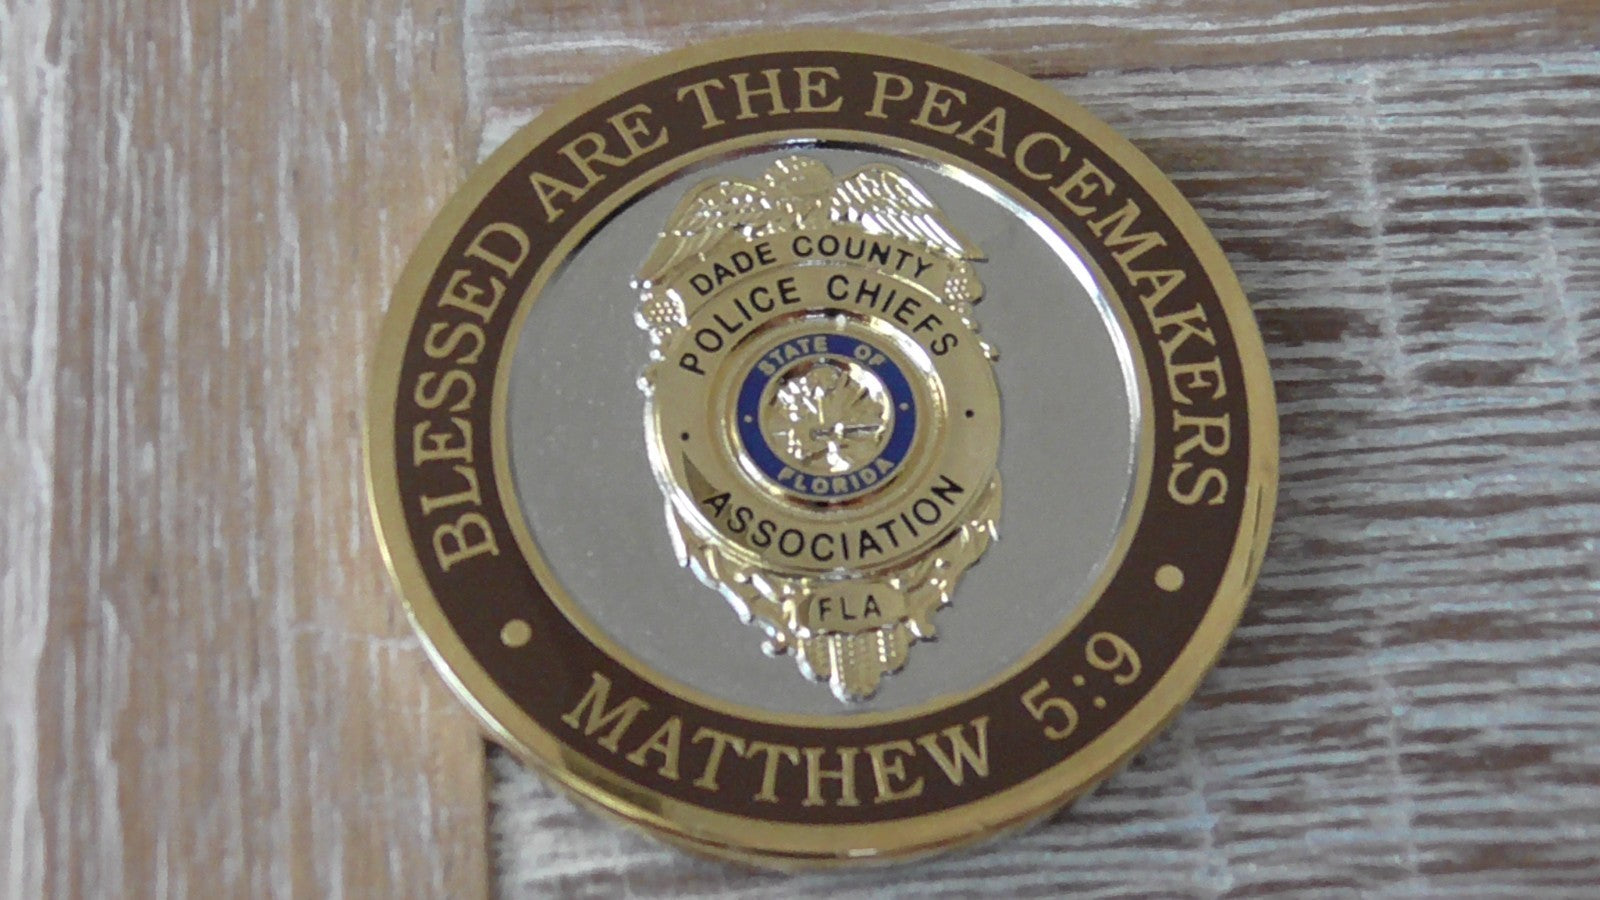 BLESSED ARE THE PEACEMAKERS
DADE COUNTY
POLICE CHIEFS
STATE OF
FLORIDA
ASSOCIATION
FLA
MATTHEW 5:9